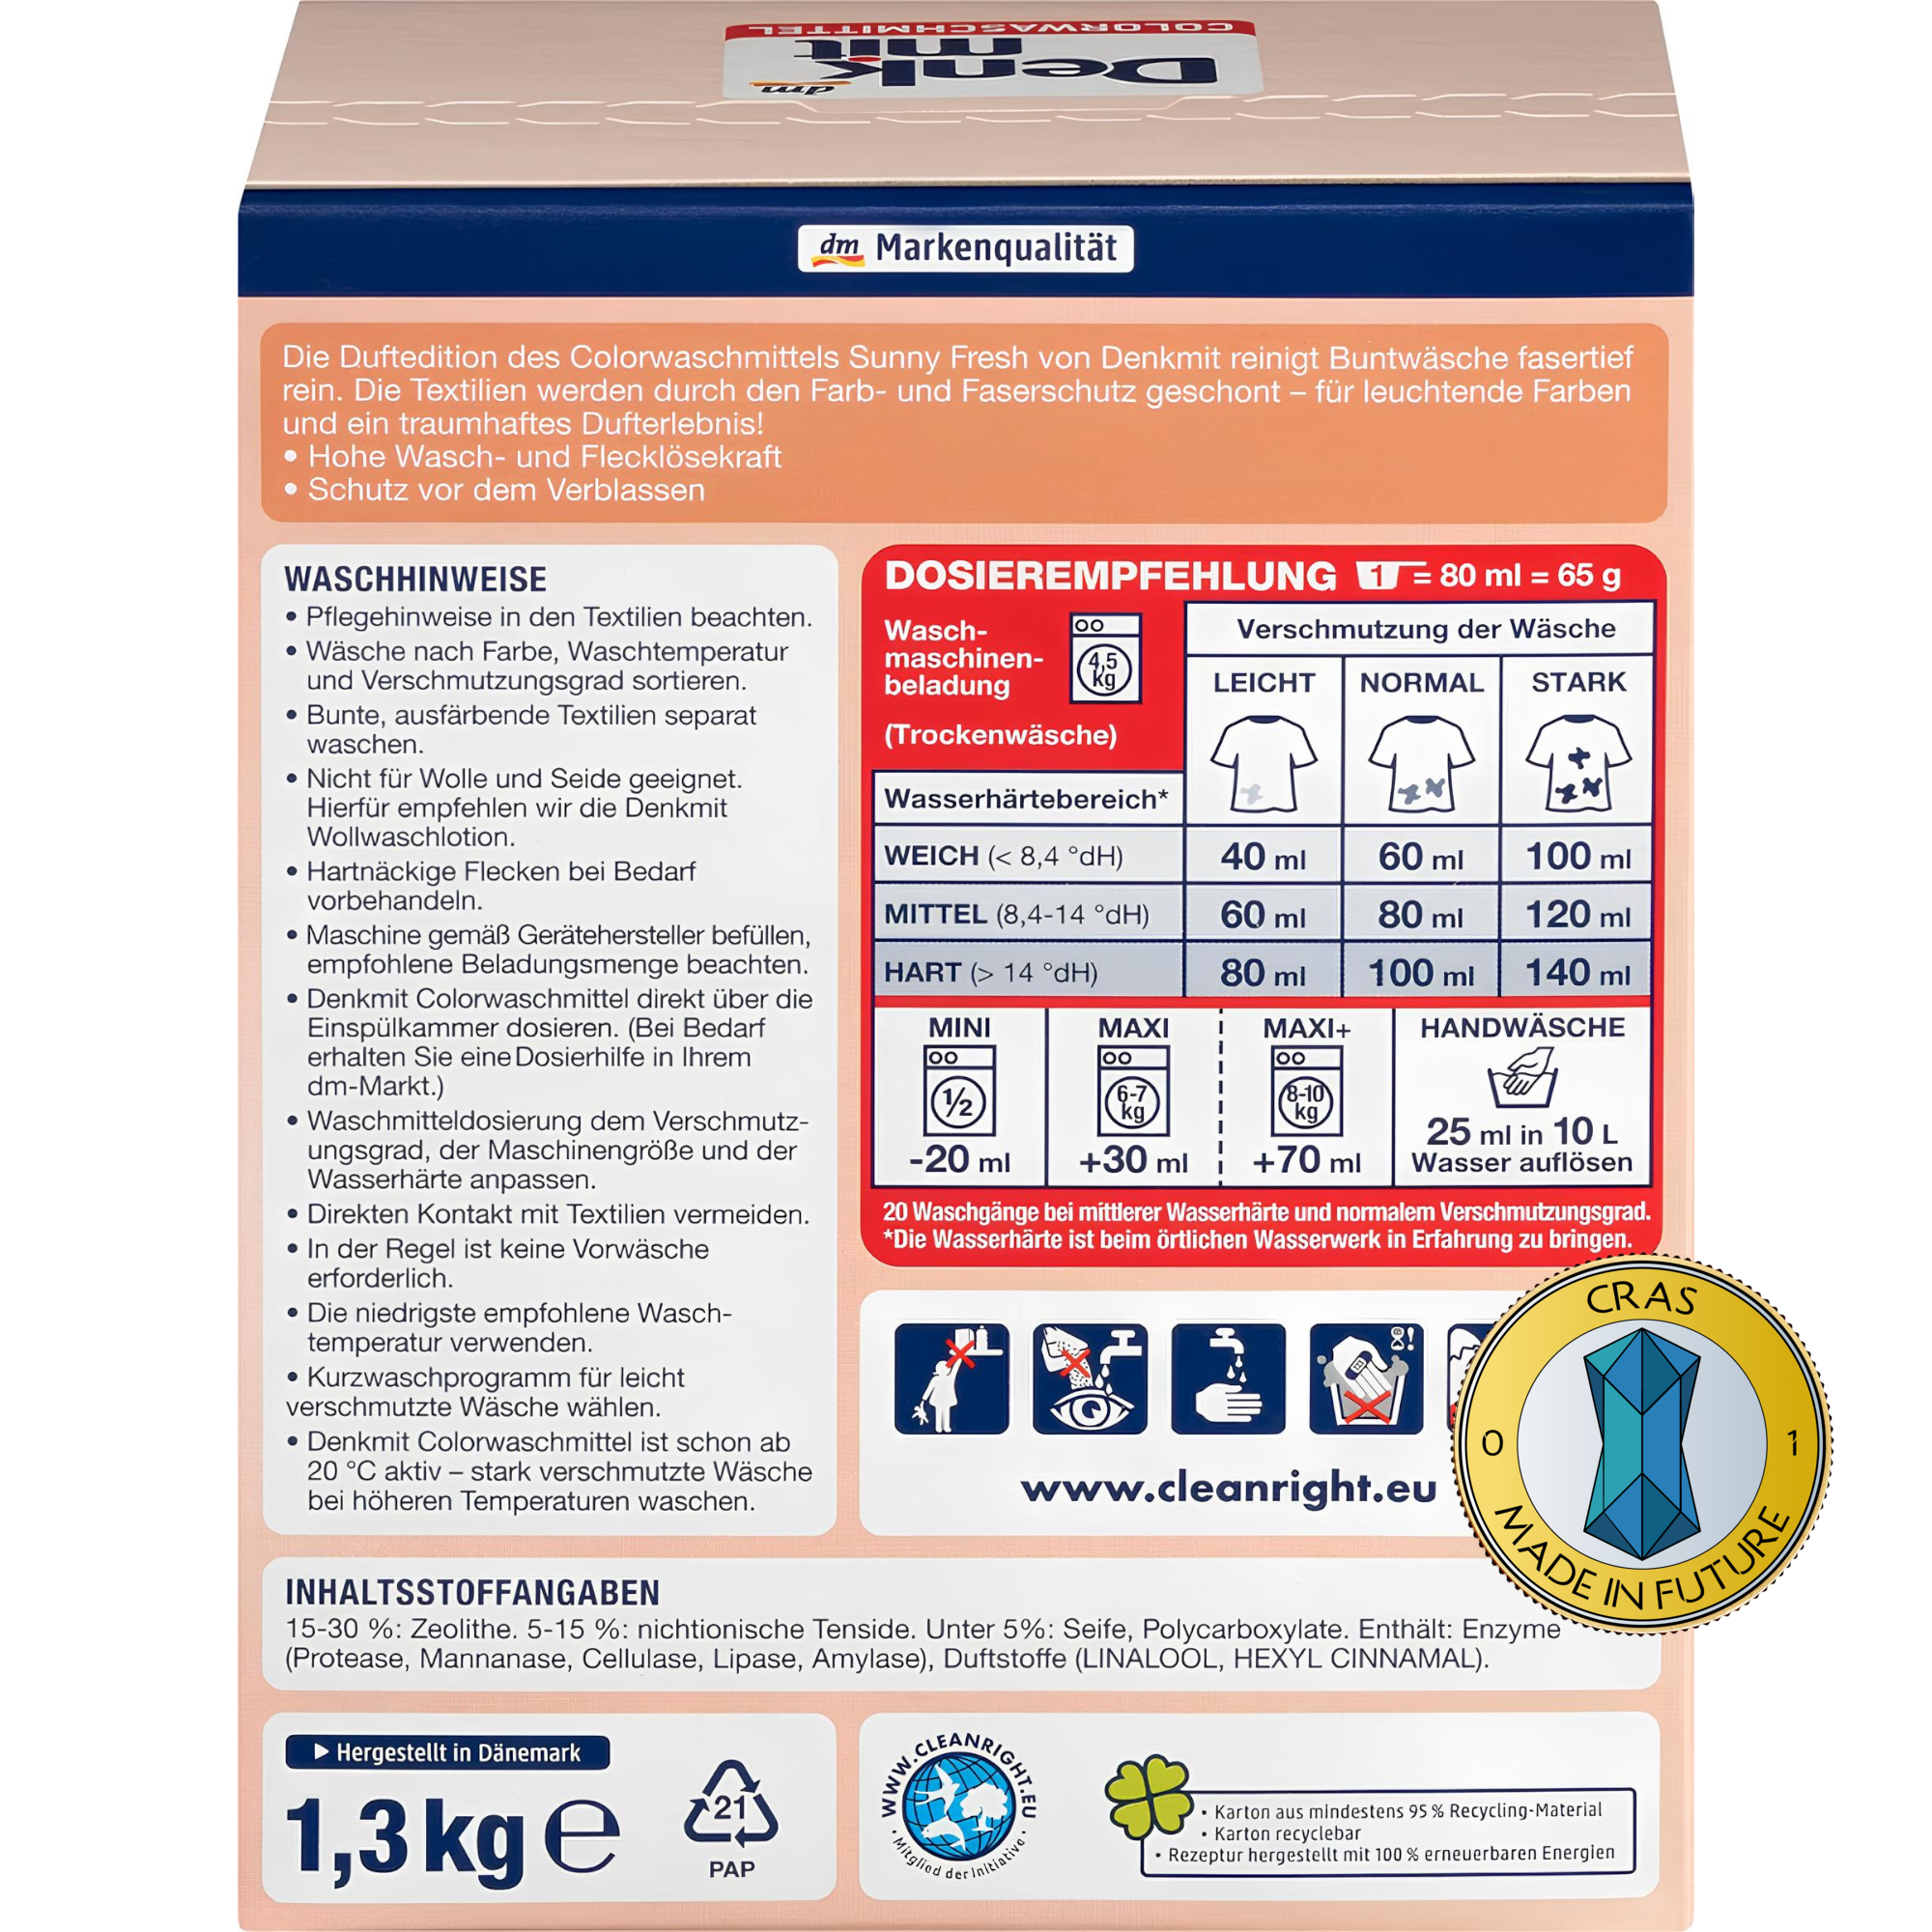 COLORWASCHMITTEL
Denk
mit
dm
dm Markenqualität
Die Duftedition des Colorwaschmittels Sunny Fresh von Denkmit reinigt Buntwäsche fasertief
rein. Die Textilien werden durch den Farb- und Faserschutz geschont – für leuchtende Farben
und ein traumhaftes Dufterlebnis!
• Hohe Wasch- und Flecklösekraft
• Schutz vor dem Verblassen
WASCHHINWEISE
• Pflegehinweise in den Textilien beachten.
• Wäsche nach Farbe, Waschtemperatur
und Verschmutzungsgrad sortieren.
• Bunte, ausfärbende Textilien separat
waschen.
• Nicht für Wolle und Seide geeignet.
Hierfür empfehlen wir die Denkmit
Wollwaschlotion.
• Hartnäckige Flecken bei Bedarf
vorbehandeln.
• Maschine gemäß Gerätehersteller befüllen,
empfohlene Beladungsmenge beachten.
• Denkmit Colorwaschmittel direkt über die
Einspülkammer dosieren. (Bei Bedarf
erhalten Sie eine Dosierhilfe in Ihrem
dm-Markt.)
• Waschmitteldosierung dem Verschmutz-
ungsgrad, der Maschinengröße und der
Wasserhärte anpassen.
• Direkten Kontakt mit Textilien vermeiden.
• In der Regel ist keine Vorwäsche
erforderlich.
• Die niedrigste empfohlene Wasch-
temperatur verwenden.
• Kurzwaschprogramm für leicht
verschmutzte Wäsche wählen.
• Denkmit Colorwaschmittel ist schon ab
20 °C aktiv – stark verschmutzte Wäsche
bei höheren Temperaturen waschen.
DOSIEREMPFEHLUNG 1 = 80 ml = 65 g
Wasch-
maschinen-
beladung
4,5
kg
(Trockenwäsche)
Verschmutzung der Wäsche
LEICHT NORMAL STARK
Wasserhärtebereich*
WEICH (< 8,4 °dH) 40 ml 60 ml 100 ml
MITTEL (8,4-14 °dH) 60 ml 80 ml 120 ml
HART (> 14 °dH) 80 ml 100 ml 140 ml
MINI MAXI MAXI+ HANDWÄSCHE
½ 6-7 kg 8-10 kg
-20 ml +30 ml +70 ml
25 ml in 10 L
Wasser auflösen
20 Waschgänge bei mittlerer Wasserhärte und normalem Verschmutzungsgrad.
*Die Wasserhärte ist beim örtlichen Wasserwerk in Erfahrung zu bringen.
www.cleanright.eu
CRAS
0 1
MADE IN FUTURE
INHALTSSTOFFANGABEN
15-30 %: Zeolithe. 5-15 %: nichtionische Tenside. Unter 5%: Seife, Polycarboxylate. Enthält: Enzyme
(Protease, Mannanase, Cellulase, Lipase, Amylase), Duftstoffe (LINALOOL, HEXYL CINNAMAL).
Hergestellt in Dänemark
1,3 kg e
21
PAP
WWW.CLEANRIGHT.EU
• Mitglied der Initiative •
• Karton aus mindestens 95 % Recycling-Material
• Karton recyclebar
• Rezeptur hergestellt mit 100 % erneuerbaren Energien